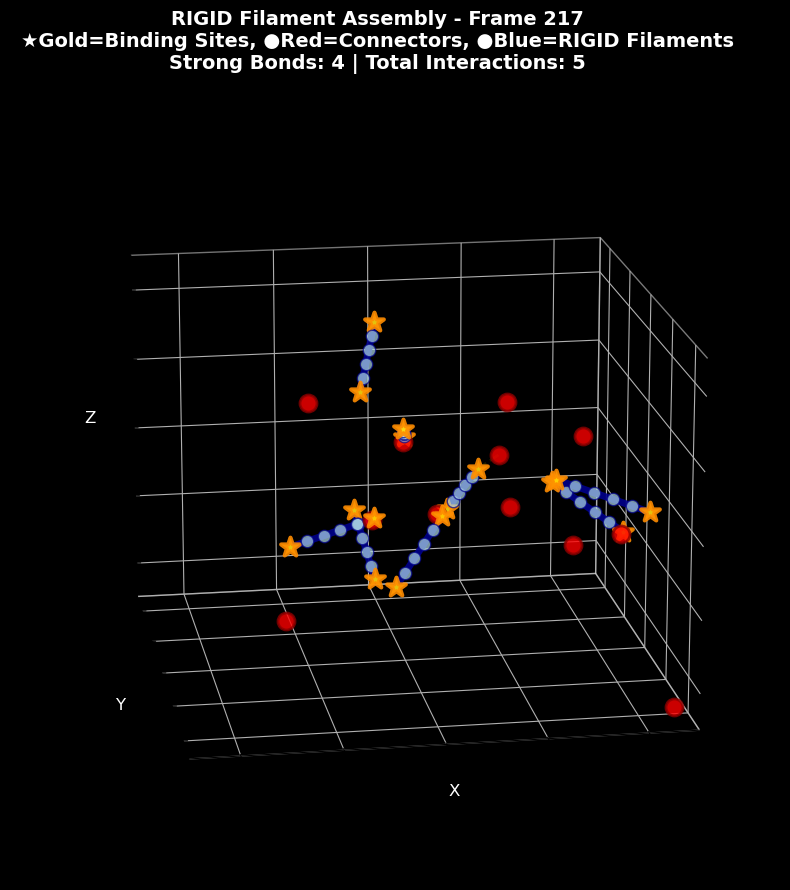 RIGID Filament Assembly - Frame 217
★Gold=Binding Sites, ●Red=Connectors, ●Blue=RIGID Filaments
Strong Bonds: 4 | Total Interactions: 5
Z
Y
X